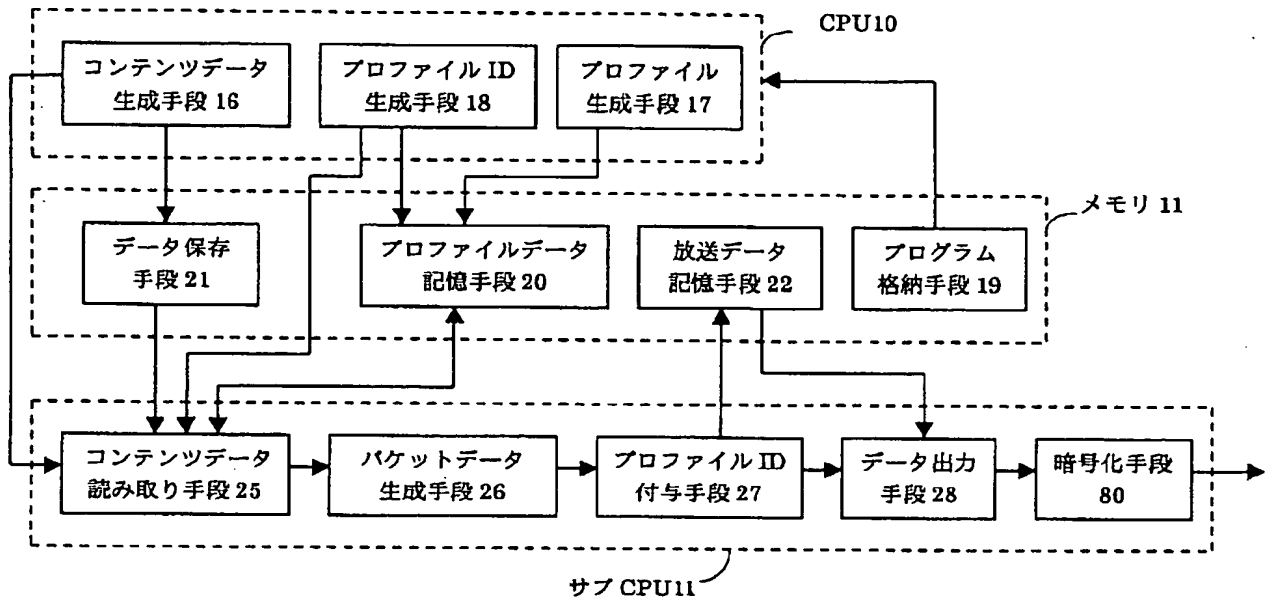 CPU10
コンテンツデータ
生成手段 16
プロファイル ID
生成手段 18
プロファイル
生成手段 17
メモリ 11
データ保存
手段 21
プロファイルデータ
記憶手段 20
放送データ
記憶手段 22
プログラム
格納手段 19
コンテンツデータ
読み取り手段 25
パケットデータ
生成手段 26
プロファイル ID
付与手段 27
データ出力
手段 28
暗号化手段
80
サブ CPU11